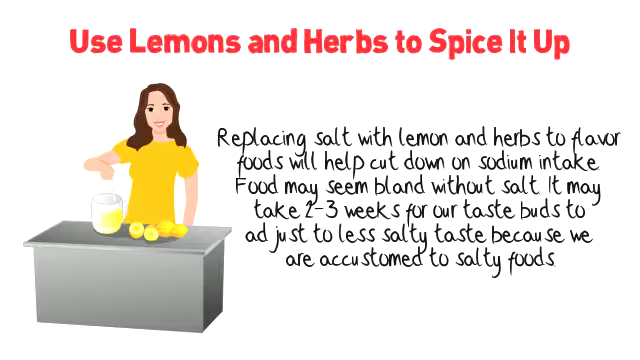 Use Lemons and Herbs to Spice It Up
Replacing salt with lemon and herbs to flavor
foods will help cut down on sodium intake.
Food may seem bland without salt. It may
take 2-3 weeks for our taste buds to
adjust to less salty taste because we
are accustomed to salty foods.